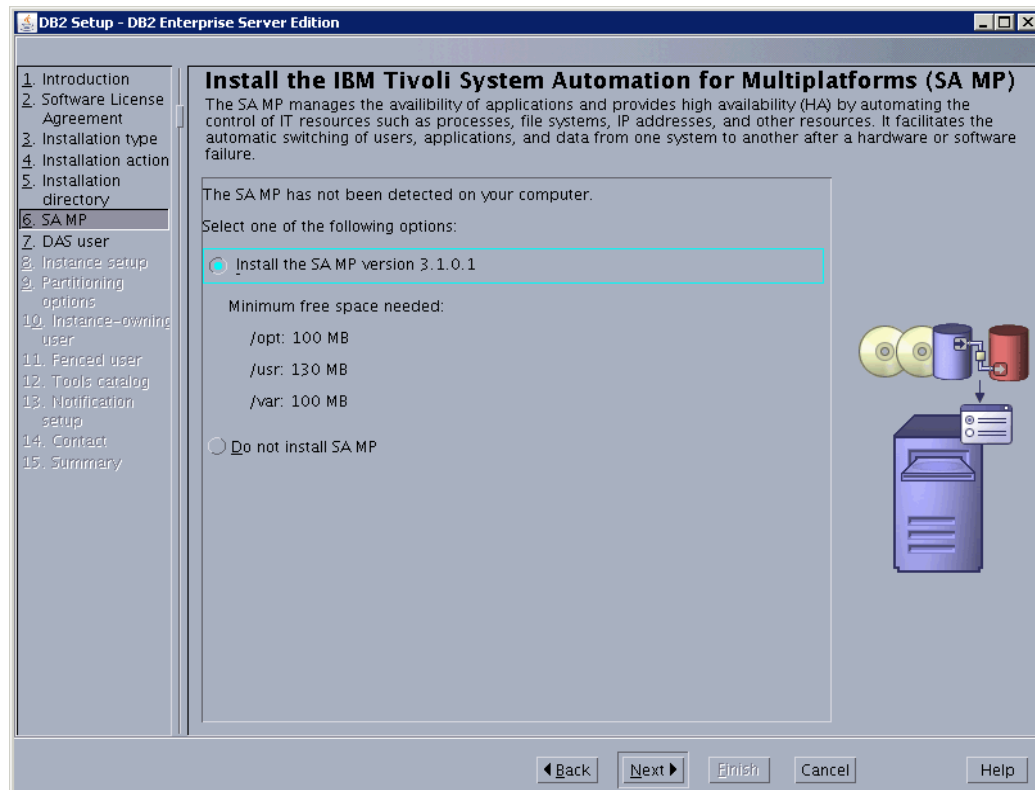 DB2 Setup - DB2 Enterprise Server Edition
1. Introduction
2. Software License
Agreement
3. Installation type
4. Installation action
5. Installation
directory
6. SA MP
7. DAS user
8. Instance setup
9. Partitioning
options
10. Instance-owning
user
11. Fenced user
12. Tools catalog
13. Notification
setup
14. Contact
15. Summary
Install the IBM Tivoli System Automation for Multiplatforms (SA MP)
The SA MP manages the availibility of applications and provides high availability (HA) by automating the
control of IT resources such as processes, file systems, IP addresses, and other resources. It facilitates the
automatic switching of users, applications, and data from one system to another after a hardware or software
failure.
The SA MP has not been detected on your computer.
Select one of the following options:
Install the SA MP version 3.1.0.1
Minimum free space needed:
/opt: 100 MB
/usr: 130 MB
/var: 100 MB
Do not install SA MP
Back Next Finish Cancel Help